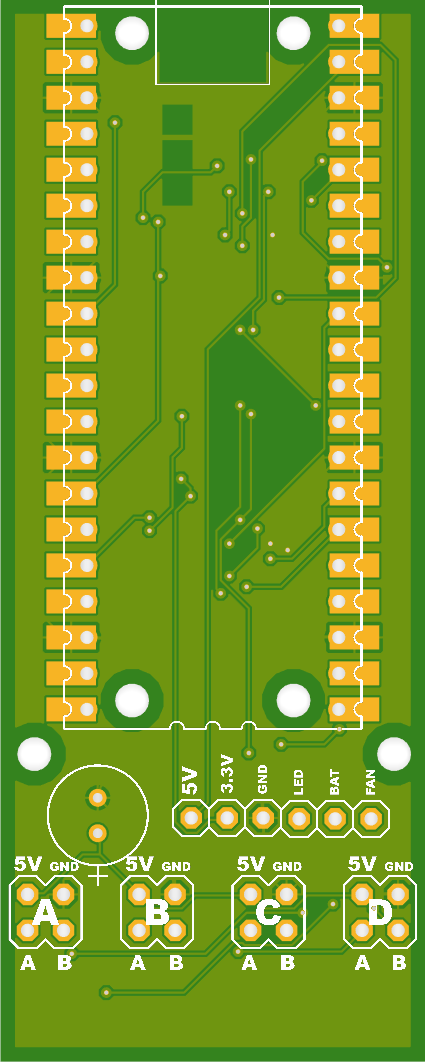 5V 3.3V GND LED BAT FAN
5V GND 5V GND 5V GND 5V GND
A B C D
A B A B A B A B